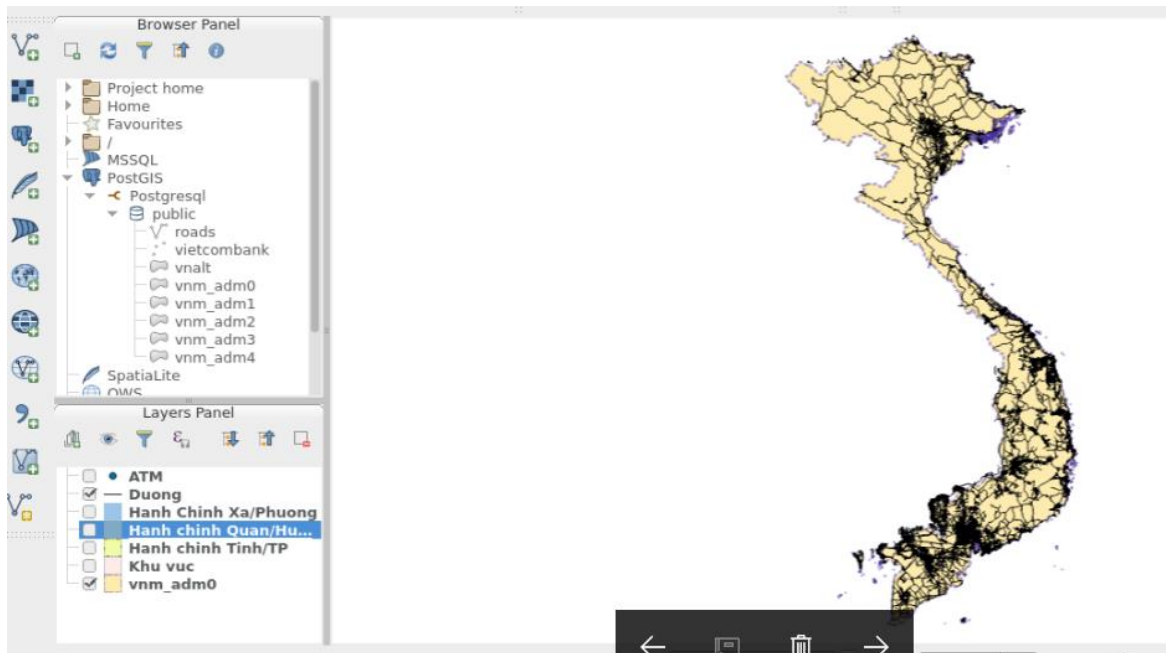 Browser Panel
Project home
Home
Favourites
/
MSSQL
PostGIS
Postgresql
public
roads
vietcombank
vnalt
vnm_adm0
vnm_adm1
vnm_adm2
vnm_adm3
vnm_adm4
SpatiaLite
OWS
Layers Panel
ATM
Duong
Hanh Chinh Xa/Phuong
Hanh chinh Quan/Hu...
Hanh chinh Tinh/TP
Khu vuc
vnm_adm0